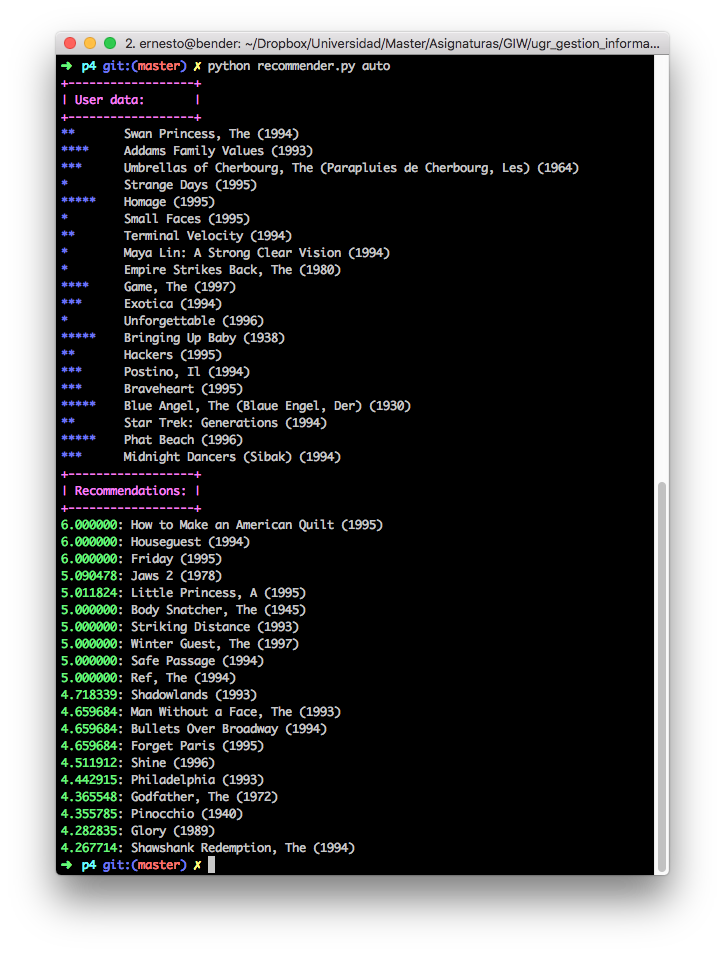 2. ernesto@bender: ~/Dropbox/Universidad/Master/Asignaturas/GIW/ugr_gestion_informa...
➜ p4 git:(master) ✗ python recommender.py auto
+------------------+
| User data:       |
+------------------+
** Swan Princess, The (1994)
**** Addams Family Values (1993)
*** Umbrellas of Cherbourg, The (Parapluies de Cherbourg, Les) (1964)
* Strange Days (1995)
***** Homage (1995)
* Small Faces (1995)
** Terminal Velocity (1994)
* Maya Lin: A Strong Clear Vision (1994)
* Empire Strikes Back, The (1980)
**** Game, The (1997)
*** Exotica (1994)
* Unforgettable (1996)
***** Bringing Up Baby (1938)
** Hackers (1995)
*** Postino, Il (1994)
*** Braveheart (1995)
***** Blue Angel, The (Blaue Engel, Der) (1930)
** Star Trek: Generations (1994)
***** Phat Beach (1996)
*** Midnight Dancers (Sibak) (1994)
+------------------+
| Recommendations: |
+------------------+
6.000000: How to Make an American Quilt (1995)
6.000000: Houseguest (1994)
6.000000: Friday (1995)
5.090478: Jaws 2 (1978)
5.011824: Little Princess, A (1995)
5.000000: Body Snatcher, The (1945)
5.000000: Striking Distance (1993)
5.000000: Winter Guest, The (1997)
5.000000: Safe Passage (1994)
5.000000: Ref, The (1994)
4.718339: Shadowlands (1993)
4.659684: Man Without a Face, The (1993)
4.659684: Bullets Over Broadway (1994)
4.659684: Forget Paris (1995)
4.511912: Shine (1996)
4.442915: Philadelphia (1993)
4.365548: Godfather, The (1972)
4.355785: Pinocchio (1940)
4.282835: Glory (1989)
4.267714: Shawshank Redemption, The (1994)
➜ p4 git:(master) ✗